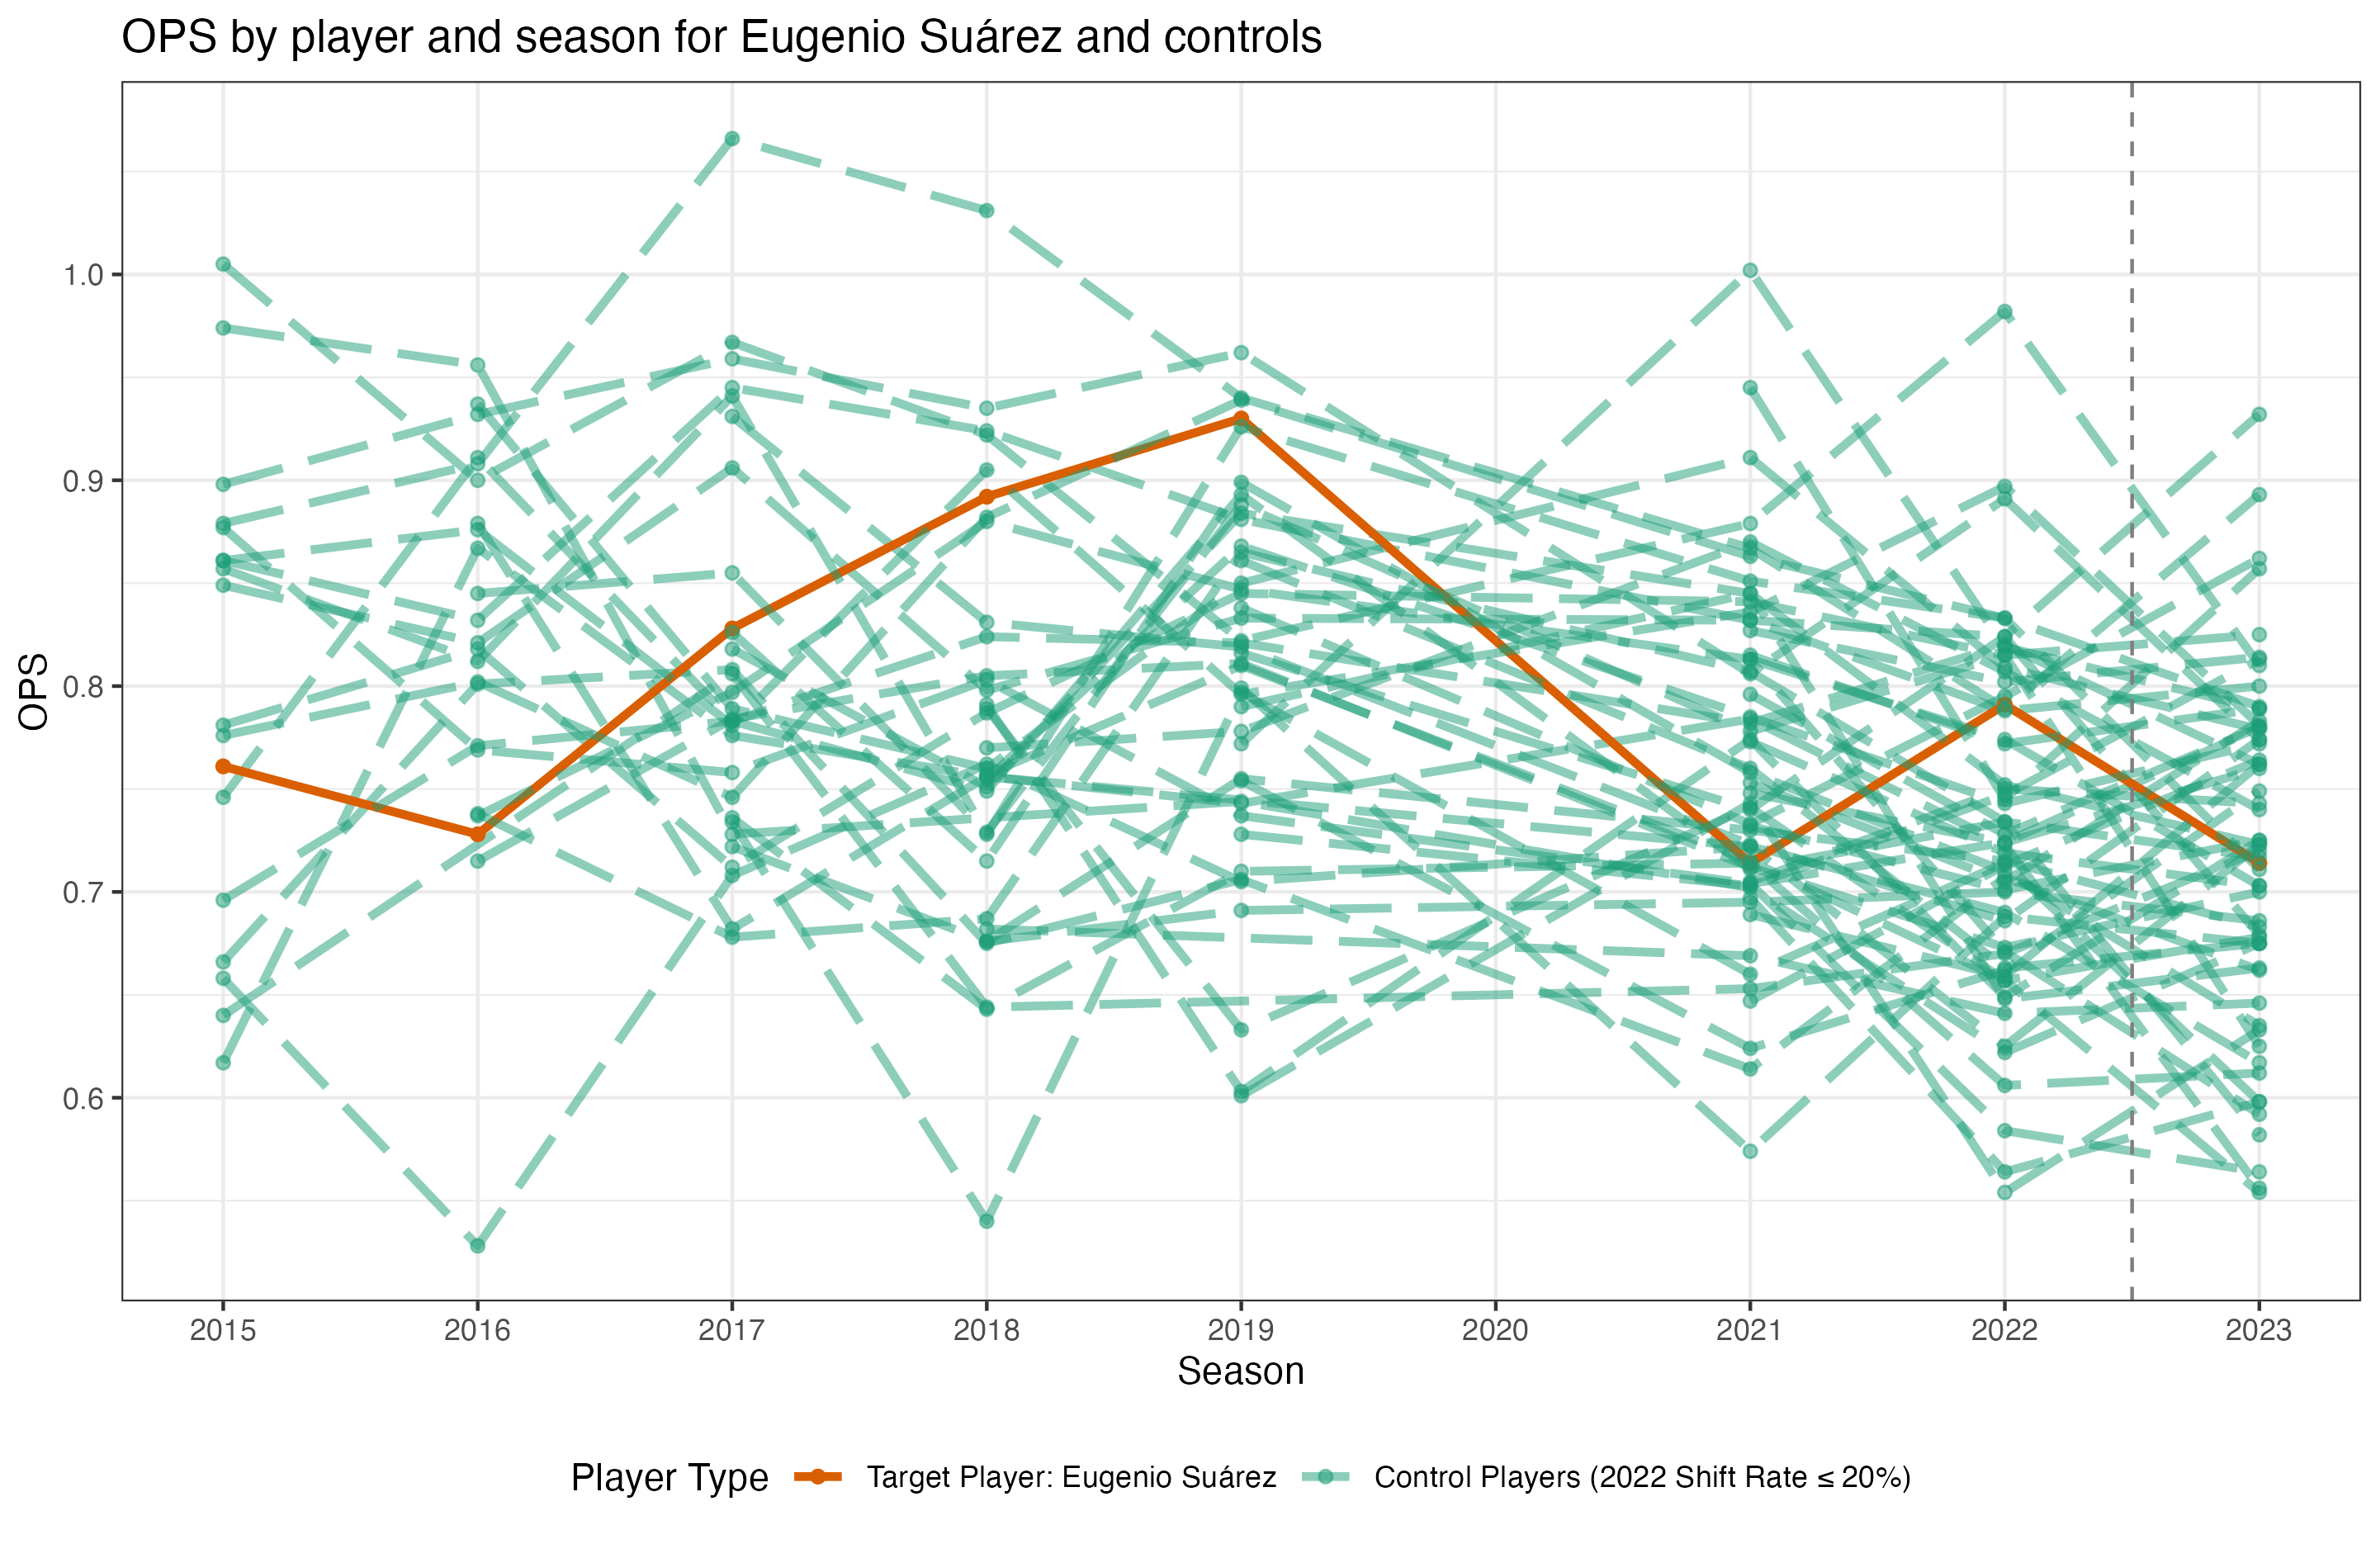 OPS by player and season for Eugenio Suárez and controls
OPS
1.0
0.9
0.8
0.7
0.6
2015 2016 2017 2018 2019 2020 2021 2022 2023
Season
Player Type Target Player: Eugenio Suárez Control Players (2022 Shift Rate ≤ 20%)